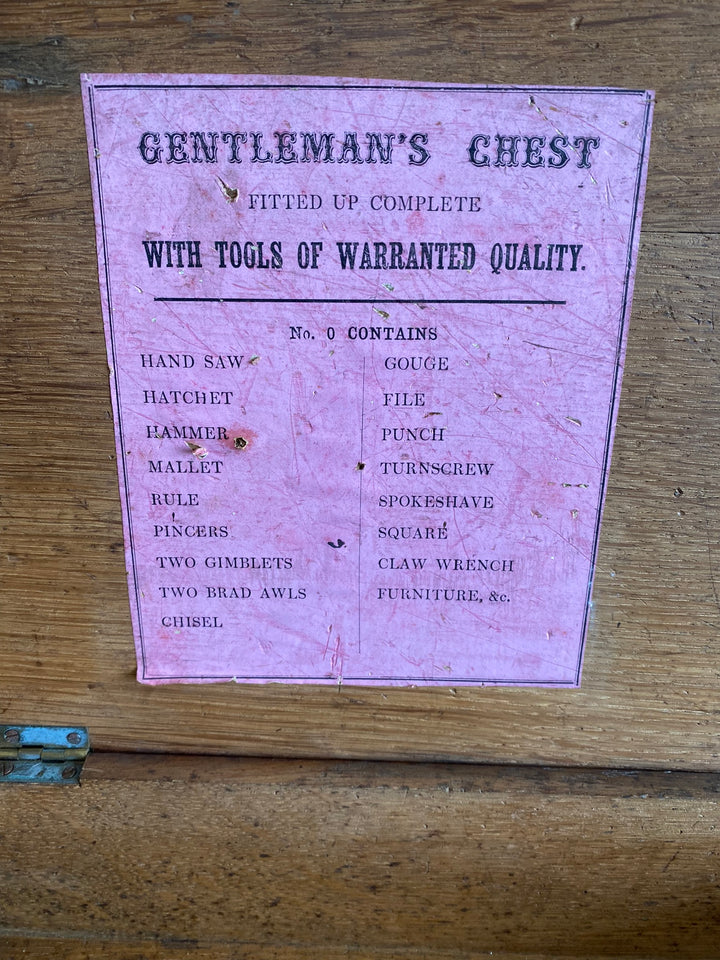 GENTLEMAN'S CHEST
FITTED UP COMPLETE
WITH TOOLS OF WARRANTED QUALITY.
No. 0 CONTAINS
HAND SAW
HATCHET
HAMMER
MALLET
RULE
PINCERS
TWO GIMBLETS
TWO BRAD AWLS
CHISEL
GOUGE
FILE
PUNCH
TURNSCREW
SPOKESHAVE
SQUARE
CLAW WRENCH
FURNITURE, &c.